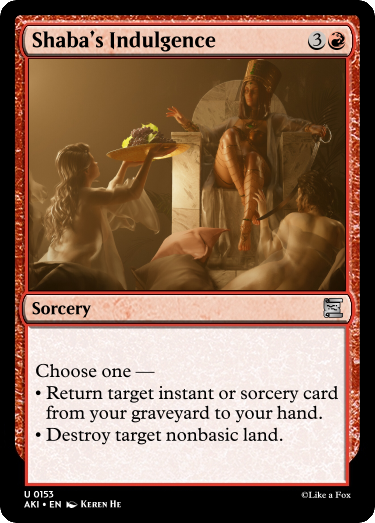 Shaba's Indulgence 3
Sorcery
Choose one —
• Return target instant or sorcery card
from your graveyard to your hand.
• Destroy target nonbasic land.
U 0153
AKI • EN KEREN HE
©Like a Fox